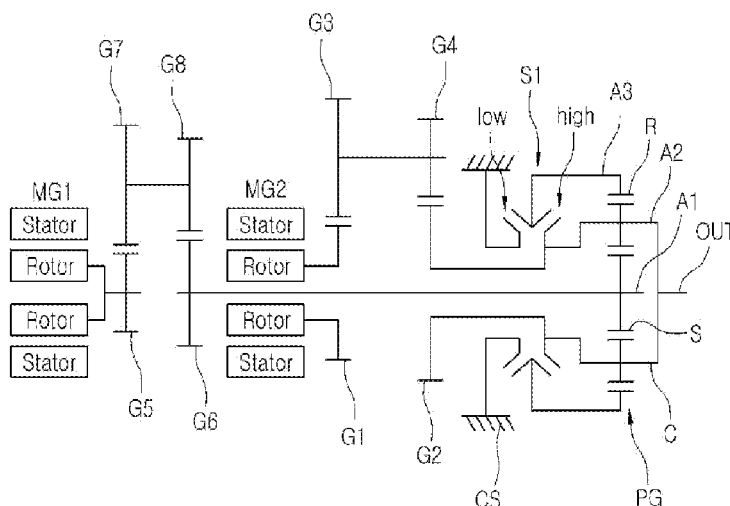 G7
G8
G3
G4
S1
low
high
A3
R
A2
A1
OUT
MG1
MG2
Stator
Stator
Rotor
Rotor
Rotor
Rotor
Stator
Stator
S
G5
G6
G1
G2
CS
C
PG